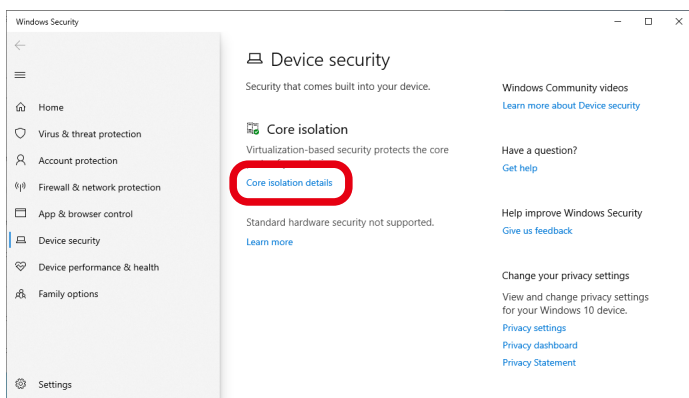 Windows Security
Home
Virus & threat protection
Account protection
Firewall & network protection
App & browser control
Device security
Device performance & health
Family options
Settings
Device security
Security that comes built into your device.
Core isolation
Virtualization-based security protects the core
Core isolation details
Standard hardware security not supported.
Learn more
Windows Community videos
Learn more about Device security
Have a question?
Get help
Help improve Windows Security
Give us feedback
Change your privacy settings
View and change privacy settings
for your Windows 10 device.
Privacy settings
Privacy dashboard
Privacy Statement